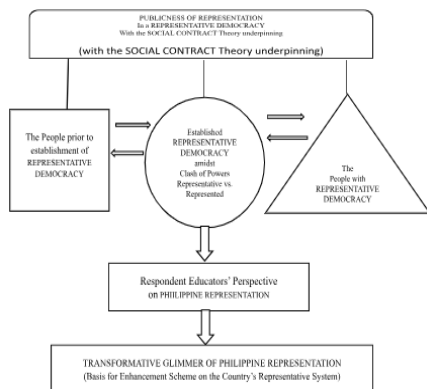 PUBLICNESS OF REPRESENTATION
In a REPRESENTATIVE DEMOCRACY
With the SOCIAL CONTRACT Theory underpinning
(with the SOCIAL CONTRACT Theory underpinning)
The People prior to
establishment of
REPRESENTATIVE
DEMOCRACY
Established
REPRESENTATIVE
DEMOCRACY
amidst
Clash of Powers
Representative vs.
Represented
The
People with
REPRESENTATIVE
DEMOCRACY
Respondent Educators' Perspective
on PHIILIPPINE REPRESENTATION
TRANSFORMATIVE GLIMMER OF PHILIPPINE REPRESENTATION
(Basis for Enhancement Scheme on the Country's Representative System)